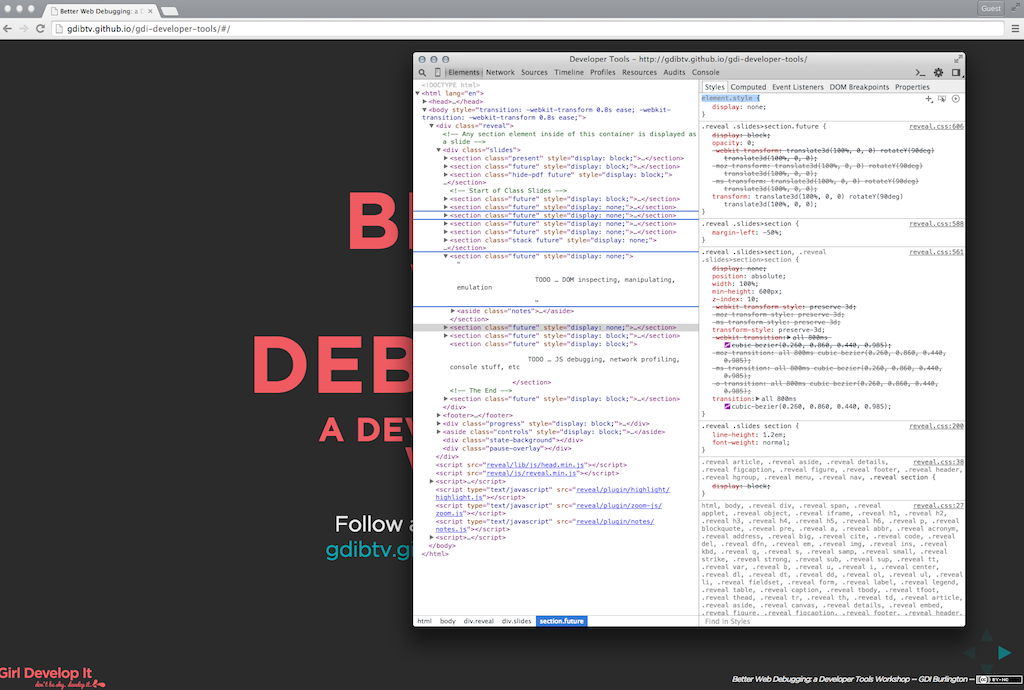 Better Web Debugging: a D
Guest
gdibtv.github.io/gdi-developer-tools/#/
B
DEB
A DEV
Follow a
gdibtv.gi
Developer Tools - http://gdibtv.github.io/gdi-developer-tools/
Elements Network Sources Timeline Profiles Resources Audits Console
<!DOCTYPE html>
<html lang="en">
<head>…</head>
<body style="transition: -webkit-transform 0.8s ease; -webkit-
transition: -webkit-transform 0.8s ease;">
<div class="reveal">
<!-- Any section element inside of this container is displayed as
a slide -->
<div class="slides">
<section class="present" style="display: block;">…</section>
<section class="future" style="display: block;">…</section>
<section class="hide-pdf future" style="display: block;">
…</section>
<!-- Start of Class Slides -->
<section class="future" style="display: block;">…</section>
<section class="future" style="display: none;">…</section>
<section class="future" style="display: none;">…</section>
<section class="future" style="display: none;">…</section>
<section class="future" style="display: none;">…</section>
<section class="stack future" style="display: none;">
…</section>
<section class="future" style="display: none;">
"
TODO … DOM inspecting, manipulating,
emulation
"
<aside class="notes">…</aside>
</section>
<section class="future" style="display: none;">…</section>
<section class="future" style="display: block;">…</section>
<section class="future" style="display: block;">
TODO … JS debugging, network profiling,
console stuff, etc
</section>
<!-- The End -->
<section class="future" style="display: block;">…</section>
</div>
<footer>…</footer>
<div class="progress" style="display: block;">…</div>
<aside class="controls" style="display: block;">…</aside>
<div class="state-background"></div>
<div class="pause-overlay"></div>
</div>
<script src="reveal/lib/js/head.min.js"></script>
<script src="reveal/js/reveal.min.js"></script>
<script>…</script>
<script type="text/javascript" src="reveal/plugin/highlight/
highlight.js"></script>
<script type="text/javascript" src="reveal/plugin/zoom-js/
zoom.js"></script>
<script type="text/javascript" src="reveal/plugin/notes/
notes.js"></script>
<script>…</script>
</body>
</html>
html body div.reveal div.slides section.future
Styles Computed Event Listeners DOM Breakpoints Properties
element.style {
display: none;
}
.reveal .slides>section.future { reveal.css:606
display: block;
opacity: 0;
-webkit-transform: translate3d(100%, 0, 0) rotateY(90deg)
translate3d(100%, 0, 0);
-moz-transform: translate3d(100%, 0, 0) rotateY(90deg)
translate3d(100%, 0, 0);
-ms-transform: translate3d(100%, 0, 0) rotateY(90deg)
translate3d(100%, 0, 0);
transform: translate3d(100%, 0, 0) rotateY(90deg)
translate3d(100%, 0, 0);
}
.reveal .slides>section { reveal.css:588
margin-left: -50%;
}
.reveal .slides>section, .reveal reveal.css:561
.slides>section>section {
display: none;
position: absolute;
width: 100%;
min-height: 600px;
z-index: 10;
-webkit-transform-style: preserve-3d;
-moz-transform-style: preserve-3d;
-ms-transform-style: preserve-3d;
transform-style: preserve-3d;
-webkit-transition: all 800ms
cubic-bezier(0.260, 0.860, 0.440, 0.985);
-moz-transition: all 800ms cubic-bezier(0.260, 0.860, 0.440,
0.985);
-ms-transition: all 800ms cubic-bezier(0.260, 0.860, 0.440,
0.985);
-o-transition: all 800ms cubic-bezier(0.260, 0.860, 0.440,
0.985);
transition: all 800ms
cubic-bezier(0.260, 0.860, 0.440, 0.985);
}
.reveal .slides section { reveal.css:200
line-height: 1.2em;
font-weight: normal;
}
.reveal article, .reveal aside, .reveal details, reveal.css:38
.reveal figcaption, .reveal figure, .reveal footer, .reveal header,
.reveal hgroup, .reveal menu, .reveal nav, .reveal section {
display: block;
}
html, body, .reveal div, .reveal span, .reveal reveal.css:27
applet, .reveal object, .reveal iframe, .reveal h1, .reveal h2,
.reveal h3, .reveal h4, .reveal h5, .reveal h6, .reveal p, .reveal
blockquote, .reveal pre, .reveal a, .reveal abbr, .reveal acronym,
.reveal address, .reveal big, .reveal cite, .reveal code, .reveal
del, .reveal dfn, .reveal em, .reveal img, .reveal ins, .reveal
kbd, .reveal q, .reveal s, .reveal samp, .reveal small, .reveal
strike, .reveal strong, .reveal sub, .reveal sup, .reveal tt,
.reveal var, .reveal b, .reveal u, .reveal i, .reveal center,
.reveal dl, .reveal dt, .reveal dd, .reveal ol, .reveal ul, .reveal
li, .reveal fieldset, .reveal form, .reveal label, .reveal legend,
.reveal table, .reveal caption, .reveal tbody, .reveal tfoot,
.reveal thead, .reveal tr, .reveal th, .reveal td, .reveal article,
.reveal aside, .reveal canvas, .reveal details, .reveal embed,
.reveal figure, .reveal figcaption, .reveal footer, .reveal header,
Find in Styles
Girl Develop It
don't be shy. develop it.
Better Web Debugging: a Developer Tools Workshop -- GDI Burlington --